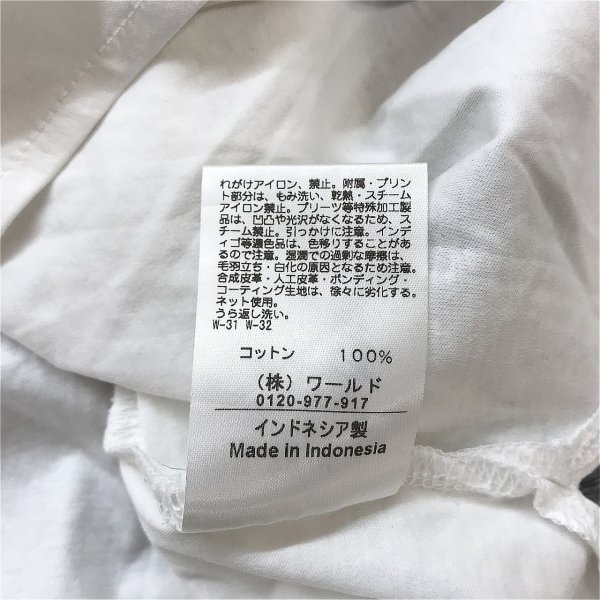 れがけアイロン、禁止。附属・プリン
ト部分は、もみ洗い、乾熱・スチーム
アイロン禁止。プリーツ等特殊加工製
品は、凹凸や光沢がなくなるため、ス
チーム禁止。引っかけに注意。インデ
ィゴ等濃色品は、色移りすることがあ
るので注意。湿潤での過剰な摩擦は、
毛羽立ち・白化の原因となるため注意。
合成皮革・人工皮革・ボンディング・
コーティング生地は、徐々に劣化する。
ネット使用。
うら返し洗い。
W-31 W-32
コットン 100%
(株) ワールド
0120-977-917
インドネシア製
Made in Indonesia